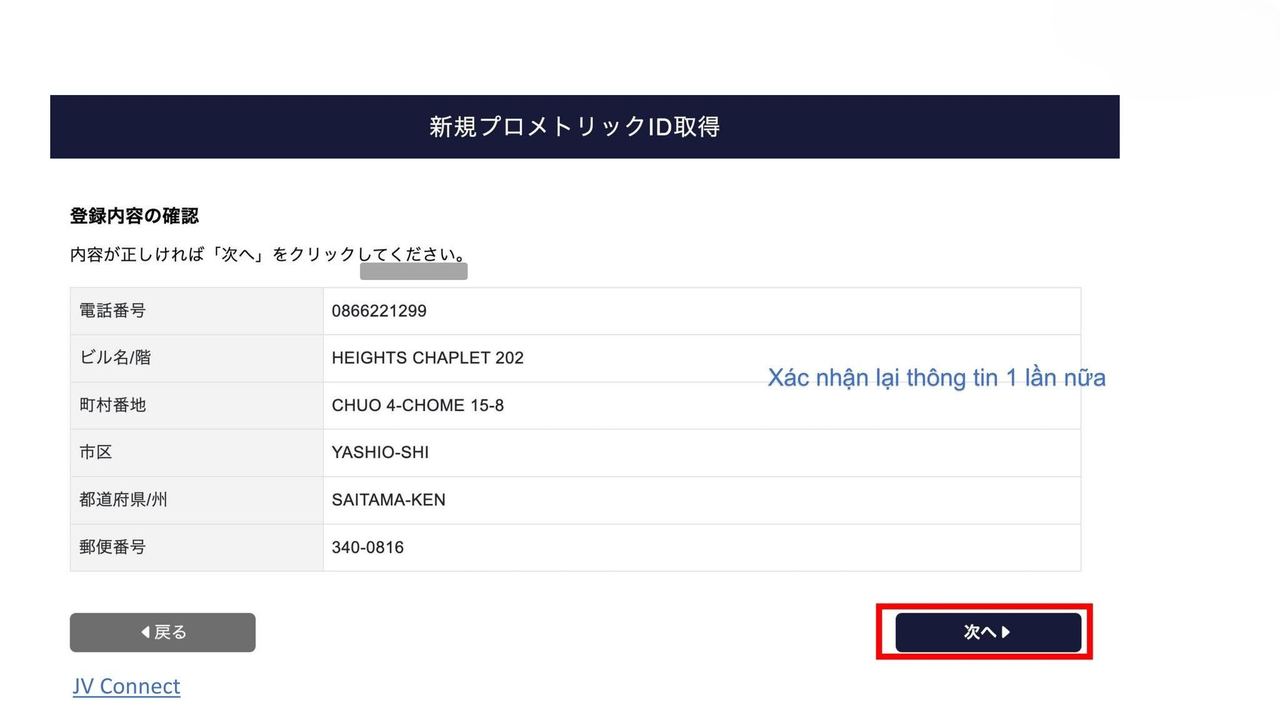 新規プロメトリックID取得
登録内容の確認
内容が正しければ「次へ」をクリックしてください。
電話番号 0866221299
ビル名/階 HEIGHTS CHAPLET 202
Xác nhận lại thông tin 1 lần nữa
町村番地 CHUO 4-CHOME 15-8
市区 YASHIO-SHI
都道府県/州 SAITAMA-KEN
郵便番号 340-0816
戻る
次へ
JV Connect